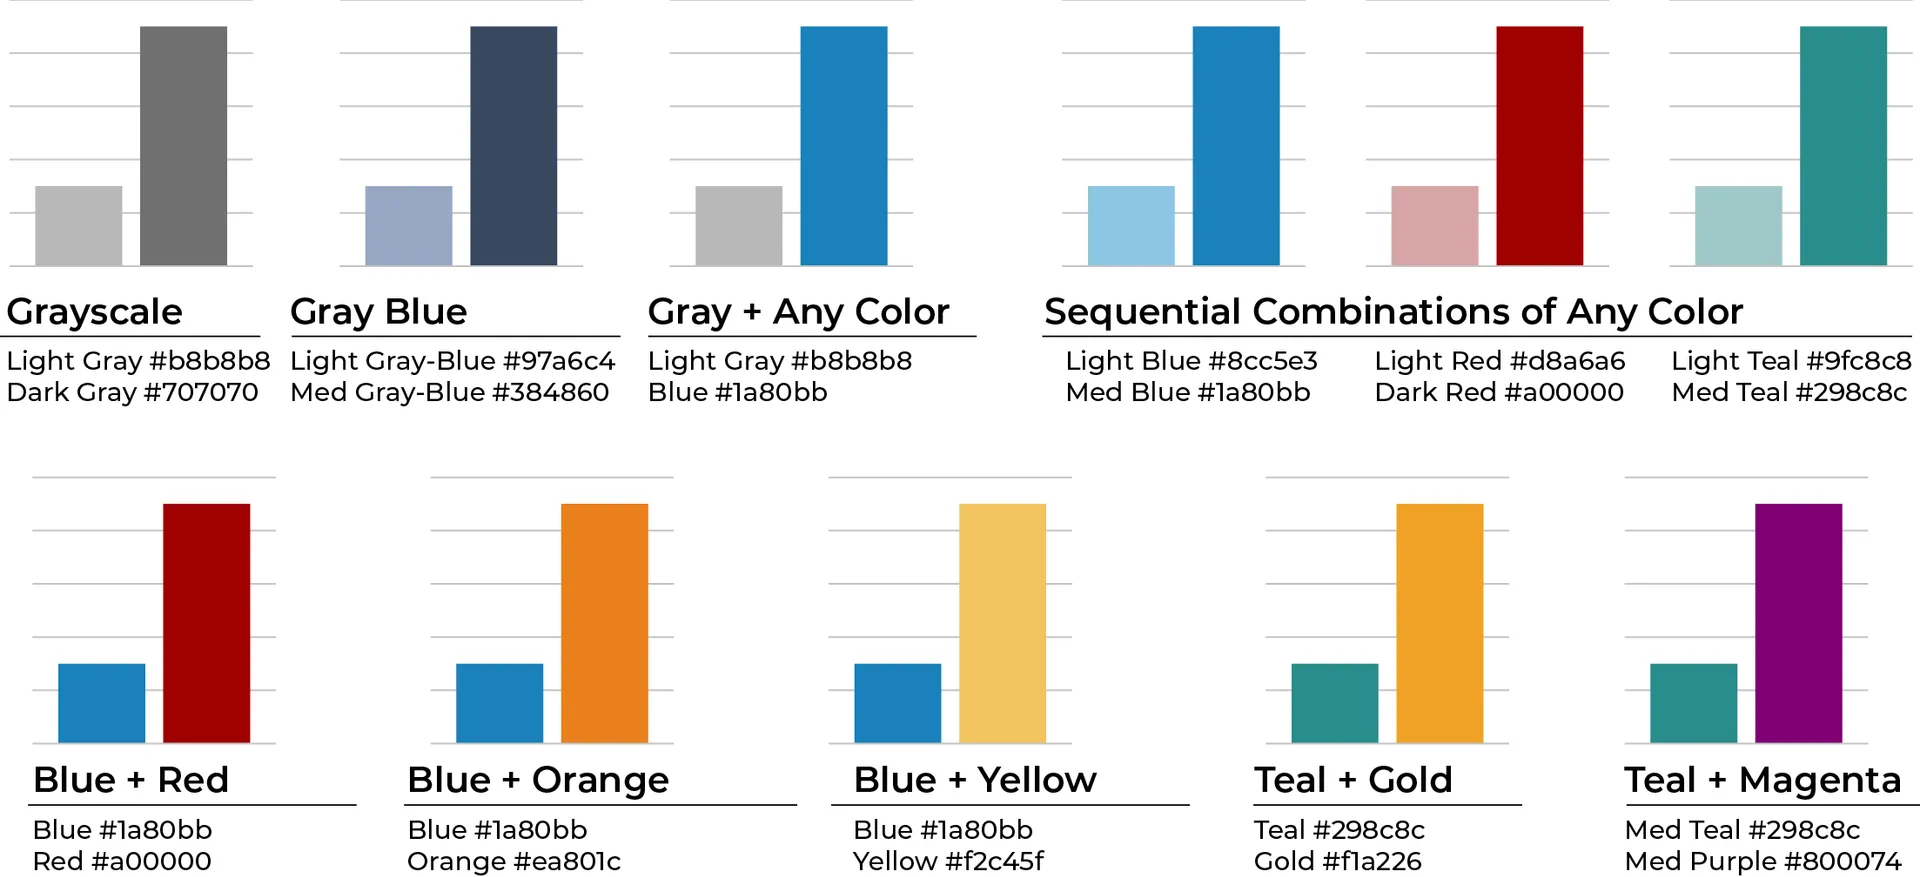 Grayscale
Light Gray #b8b8b8
Dark Gray #707070
Gray Blue
Light Gray-Blue #97a6c4
Med Gray-Blue #384860
Gray + Any Color
Light Gray #b8b8b8
Blue #1a80bb
Sequential Combinations of Any Color
Light Blue #8cc5e3
Med Blue #1a80bb
Light Red #d8a6a6
Dark Red #a00000
Light Teal #9fc8c8
Med Teal #298c8c
Blue + Red
Blue #1a80bb
Red #a00000
Blue + Orange
Blue #1a80bb
Orange #ea801c
Blue + Yellow
Blue #1a80bb
Yellow #f2c45f
Teal + Gold
Teal #298c8c
Gold #f1a226
Teal + Magenta
Med Teal #298c8c
Med Purple #800074